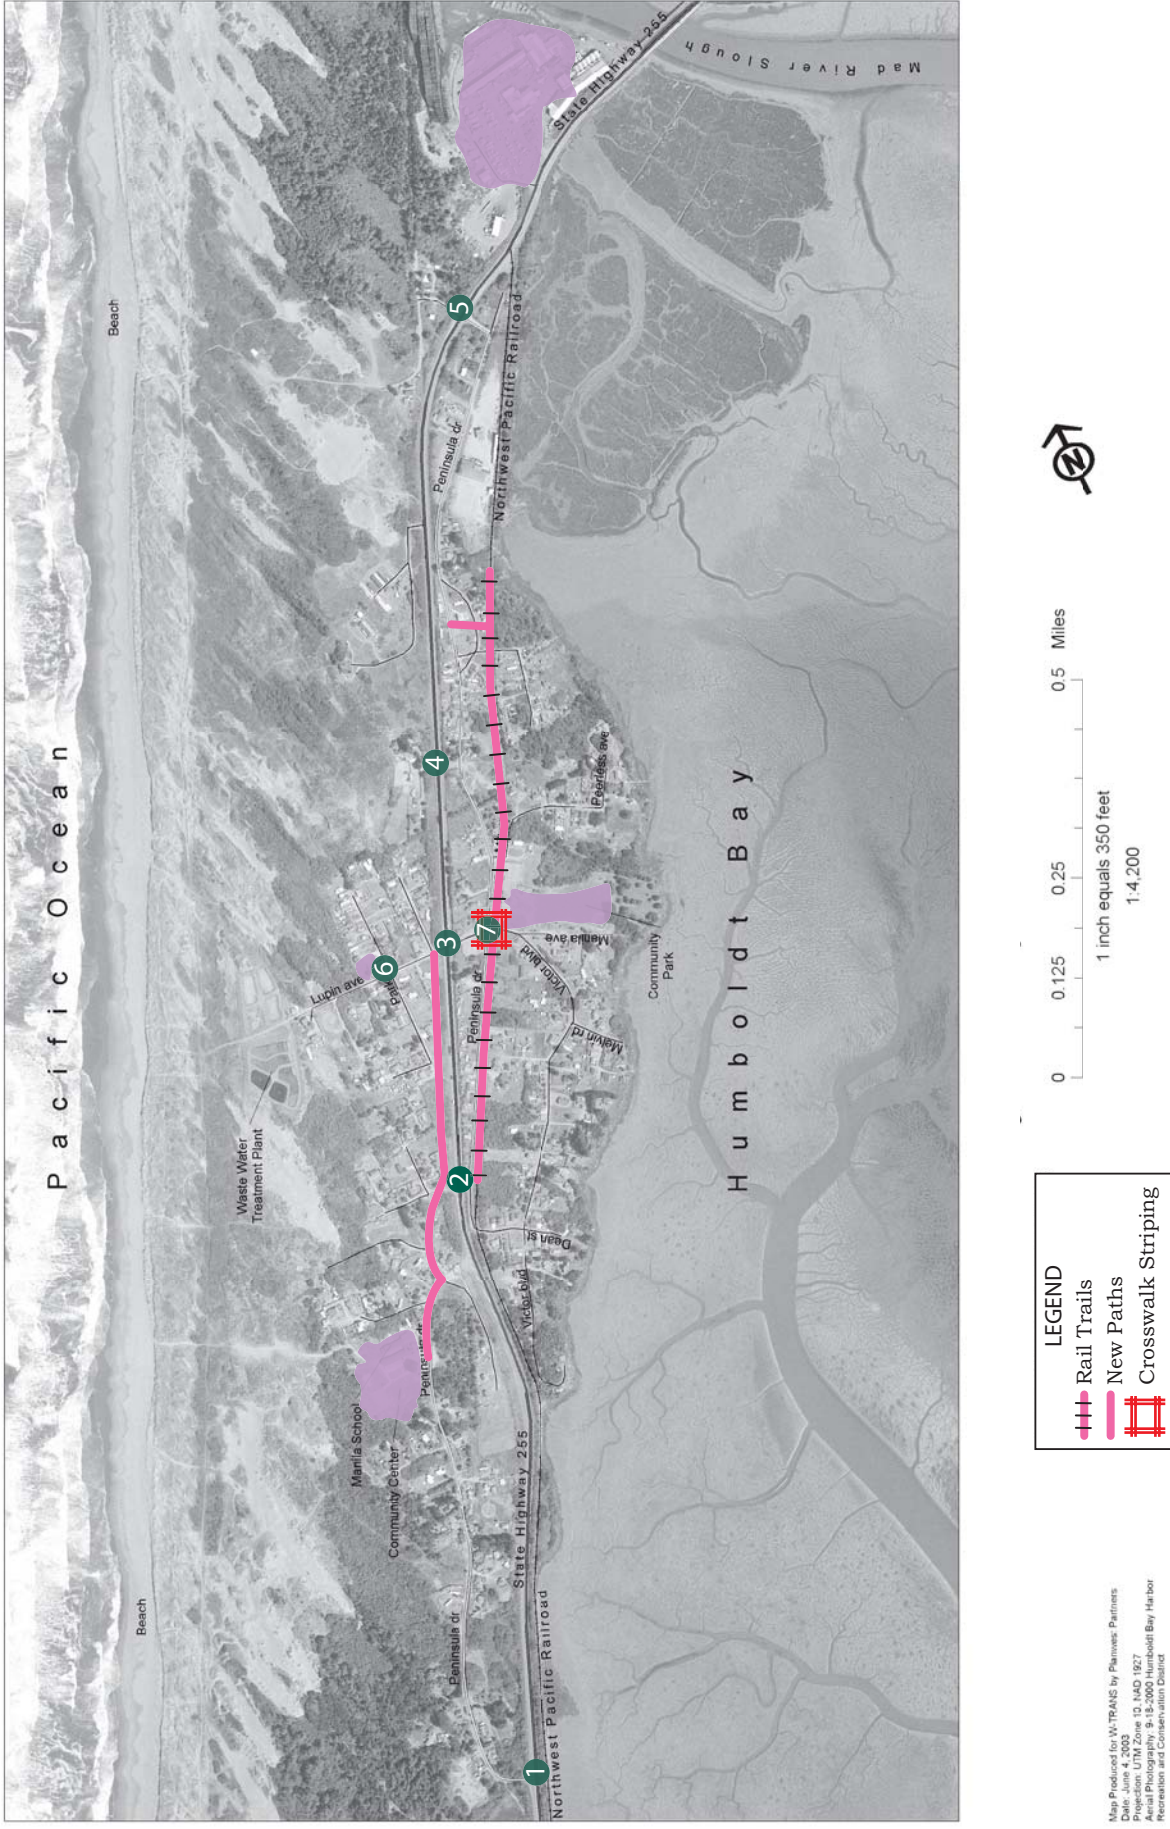 Pacific Ocean
Beach
Beach
State Highway 255
Mad River Slough
5
Peninsula dr
Northwest Pacific Railroad
4
Peerless ave
3
7
6
Lupin ave
Manila ave
Victor blvd
Community
Park
Peninsula dr
Melvin rd
Waste Water
Treatment Plant
2
Dean st
Victor blvd
Peninsula dr
Manila School
Community Center
State Highway 255
Peninsula dr
1
Northwest Pacific Railroad
Humboldt Bay
N
0 0.125 0.25 0.5 Miles
1 inch equals 350 feet
1:4,200
LEGEND
Rail Trails
New Paths
Crosswalk Striping
Map Produced for W-TRANS by Planwest Partners
Date: June 4, 2003
Projection: UTM Zone 10, NAD 1927
Aerial Photography: 9-18-2000 Humboldt Bay Harbor
Recreation and Conservation District